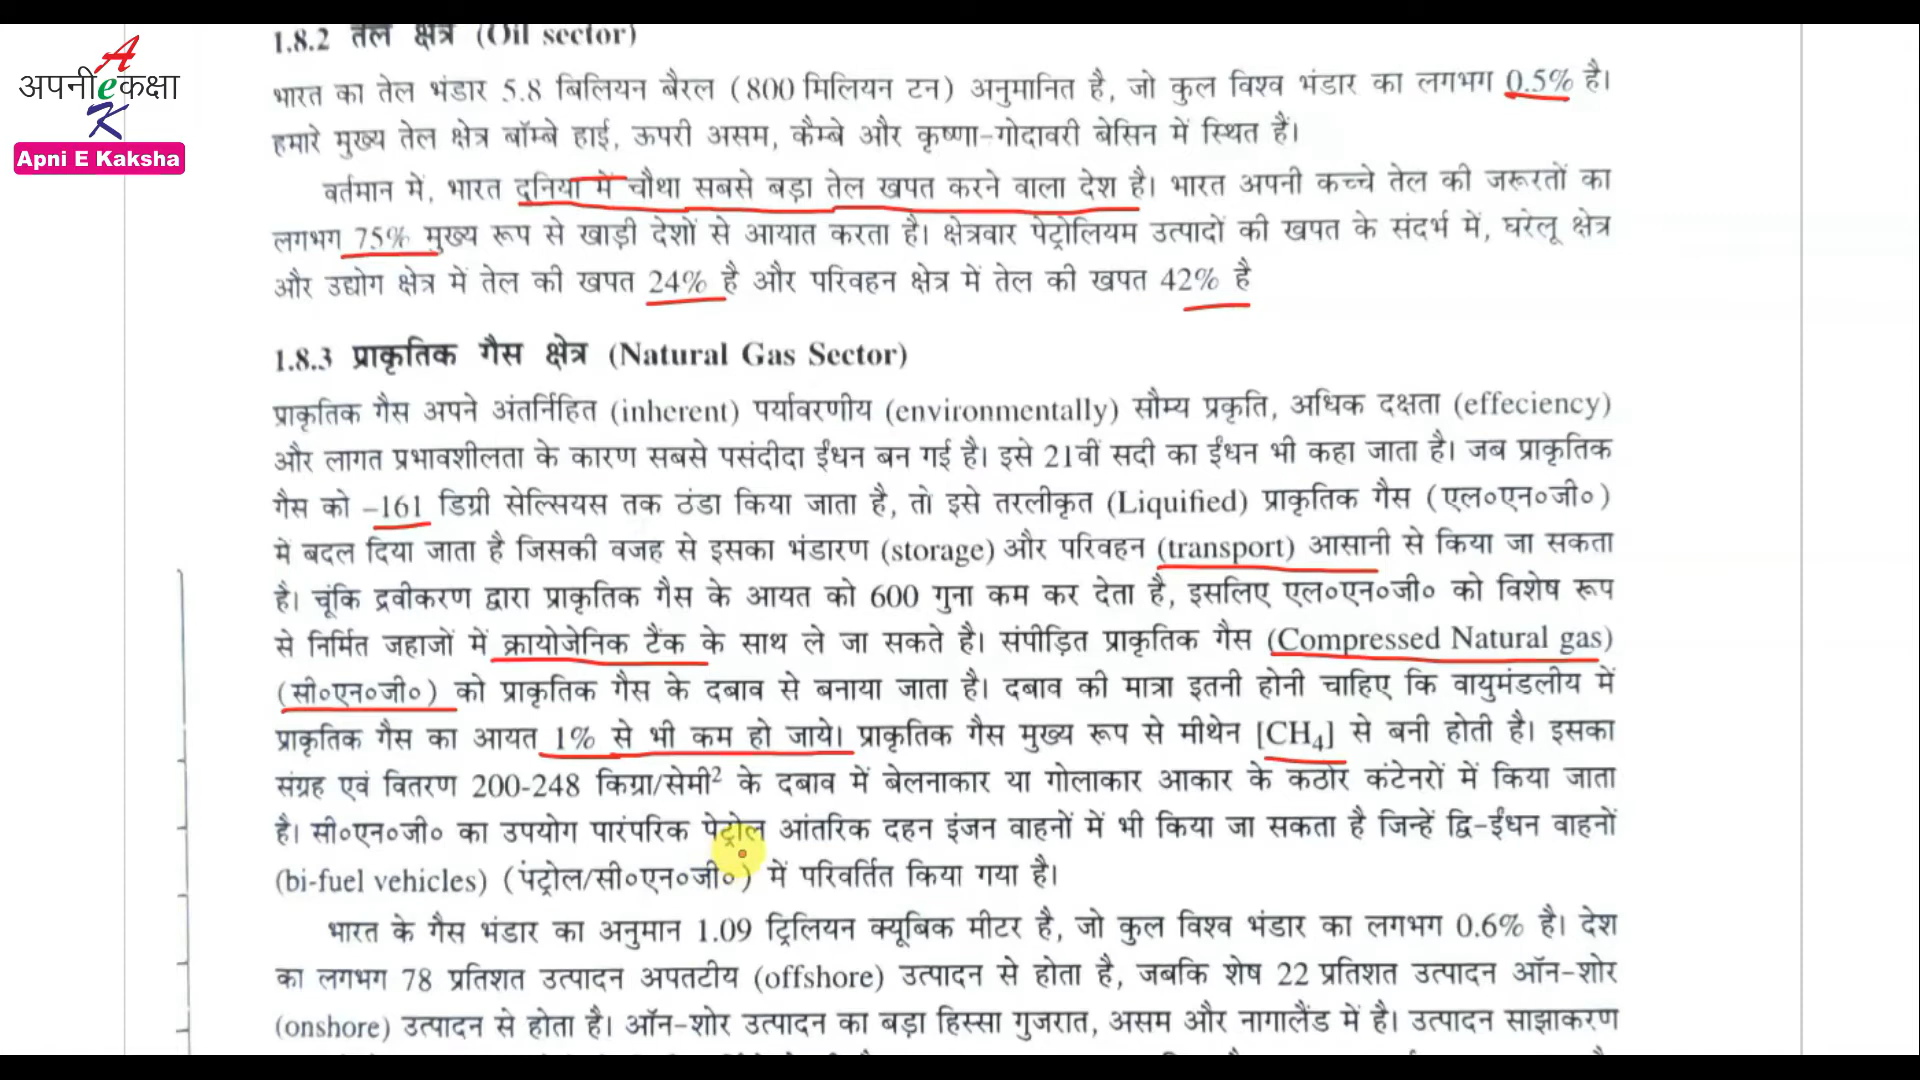 अपनी e कक्षा
A
K
Apni E Kaksha
1.8.2 तेल क्षेत्र (Oil sector)
भारत का तेल भंडार 5.8 बिलियन बैरल (800 मिलियन टन) अनुमानित है, जो कुल विश्व भंडार का लगभग 0.5% है।
हमारे मुख्य तेल क्षेत्र बॉम्बे हाई, ऊपरी असम, कैम्बे और कृष्णा-गोदावरी बेसिन में स्थित हैं।
वर्तमान में, भारत दुनिया में चौथा सबसे बड़ा तेल खपत करने वाला देश है। भारत अपनी कच्चे तेल की जरूरतों का
लगभग 75% मुख्य रूप से खाड़ी देशों से आयात करता है। क्षेत्रवार पेट्रोलियम उत्पादों की खपत के संदर्भ में, घरेलू क्षेत्र
और उद्योग क्षेत्र में तेल की खपत 24% है और परिवहन क्षेत्र में तेल की खपत 42% है
1.8.3 प्राकृतिक गैस क्षेत्र (Natural Gas Sector)
प्राकृतिक गैस अपने अंतर्निहित (inherent) पर्यावरणीय (environmentally) सौम्य प्रकृति, अधिक दक्षता (effeciency)
और लागत प्रभावशीलता के कारण सबसे पसंदीदा ईंधन बन गई है। इसे 21वीं सदी का ईंधन भी कहा जाता है। जब प्राकृतिक
गैस को –161 डिग्री सेल्सियस तक ठंडा किया जाता है, तो इसे तरलीकृत (Liquified) प्राकृतिक गैस (एल०एन०जी०)
में बदल दिया जाता है जिसकी वजह से इसका भंडारण (storage) और परिवहन (transport) आसानी से किया जा सकता
है। चूंकि द्रवीकरण द्वारा प्राकृतिक गैस के आयत को 600 गुना कम कर देता है, इसलिए एल०एन०जी० को विशेष रूप
से निर्मित जहाजों में क्रायोजेनिक टैंक के साथ ले जा सकते है। संपीड़ित प्राकृतिक गैस (Compressed Natural gas)
(सी०एन०जी०) को प्राकृतिक गैस के दबाव से बनाया जाता है। दबाव की मात्रा इतनी होनी चाहिए कि वायुमंडलीय में
प्राकृतिक गैस का आयत 1% से भी कम हो जाये। प्राकृतिक गैस मुख्य रूप से मीथेन [CH₄] से बनी होती है। इसका
संग्रह एवं वितरण 200-248 किग्रा/सेमी² के दबाव में बेलनाकार या गोलाकार आकार के कठोर कंटेनरों में किया जाता
है। सी०एन०जी० का उपयोग पारंपरिक पेट्रोल आंतरिक दहन इंजन वाहनों में भी किया जा सकता है जिन्हें द्वि-ईंधन वाहनों
(bi-fuel vehicles) (पंट्रोल/सी०एन०जी०) में परिवर्तित किया गया है।
भारत के गैस भंडार का अनुमान 1.09 ट्रिलियन क्यूबिक मीटर है, जो कुल विश्व भंडार का लगभग 0.6% है। देश
का लगभग 78 प्रतिशत उत्पादन अपतटीय (offshore) उत्पादन से होता है, जबकि शेष 22 प्रतिशत उत्पादन ऑन-शोर
(onshore) उत्पादन से होता है। ऑन-शोर उत्पादन का बड़ा हिस्सा गुजरात, असम और नागालैंड में है। उत्पादन साझाकरण